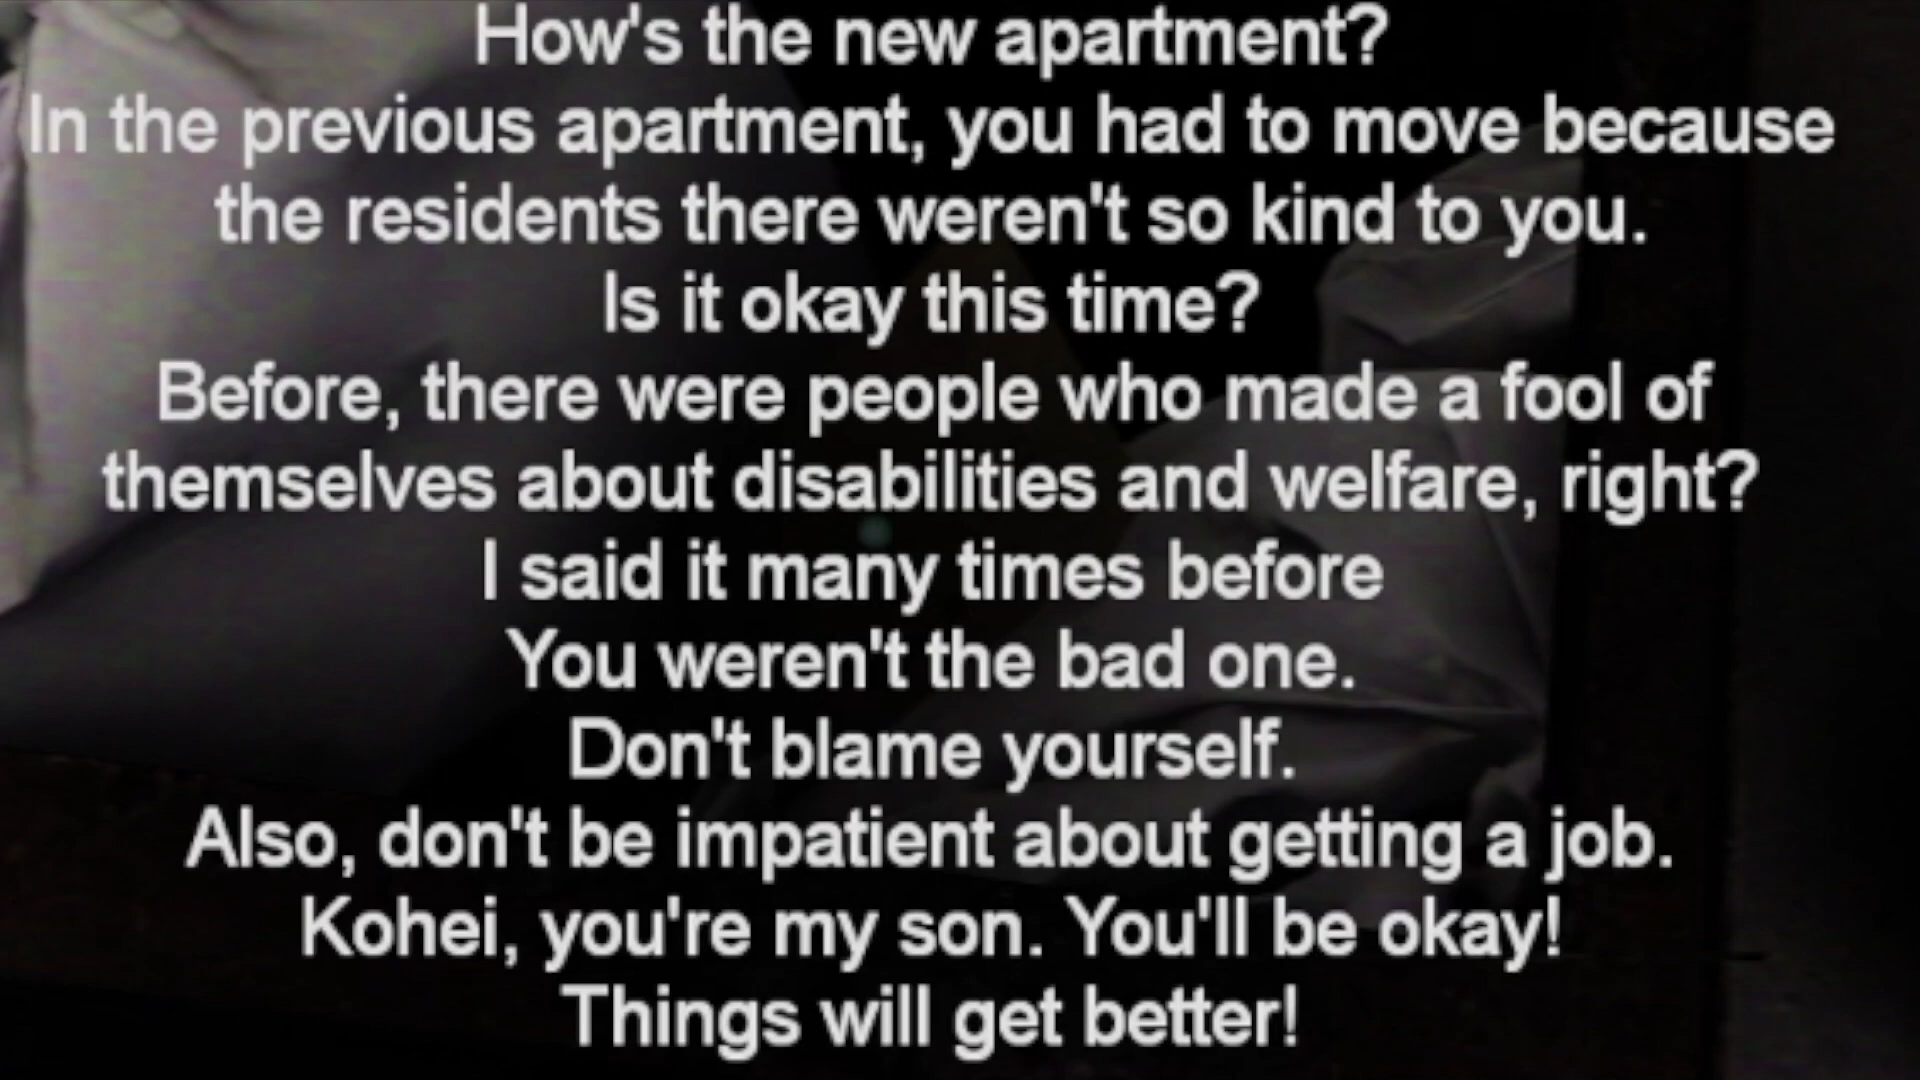 How's the new apartment?
In the previous apartment, you had to move because
the residents there weren't so kind to you.
Is it okay this time?
Before, there were people who made a fool of
themselves about disabilities and welfare, right?
I said it many times before
You weren't the bad one.
Don't blame yourself.
Also, don't be impatient about getting a job.
Kohei, you're my son. You'll be okay!
Things will get better!